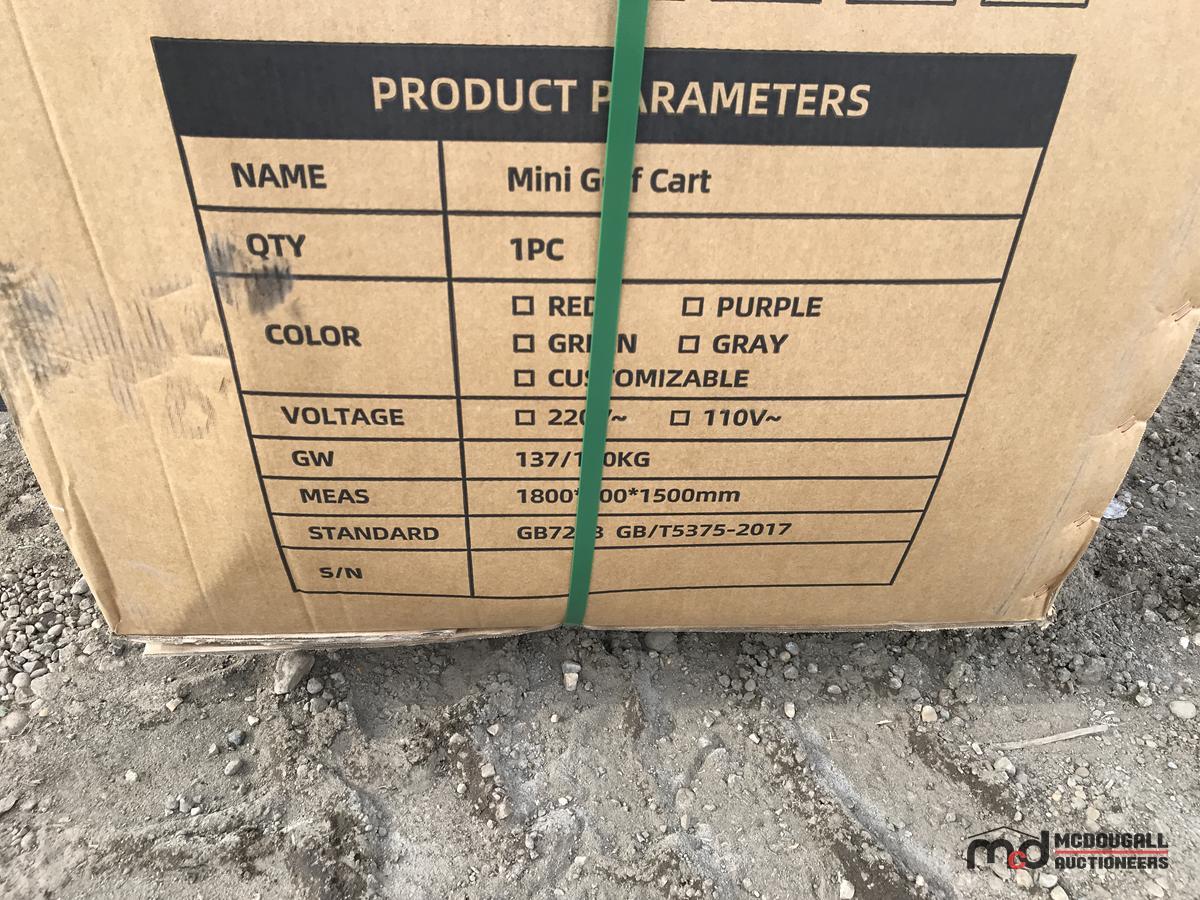 PRODUCT PARAMETERS
NAME Mini Golf Cart
QTY 1PC
COLOR
RED PURPLE
GREEN GRAY
CUSTOMIZABLE
VOLTAGE 220V~ 110V~
GW
MEAS
STANDARD GB/T5375-2017
S/N
mcd MCDOUGALL
AUCTIONEERS